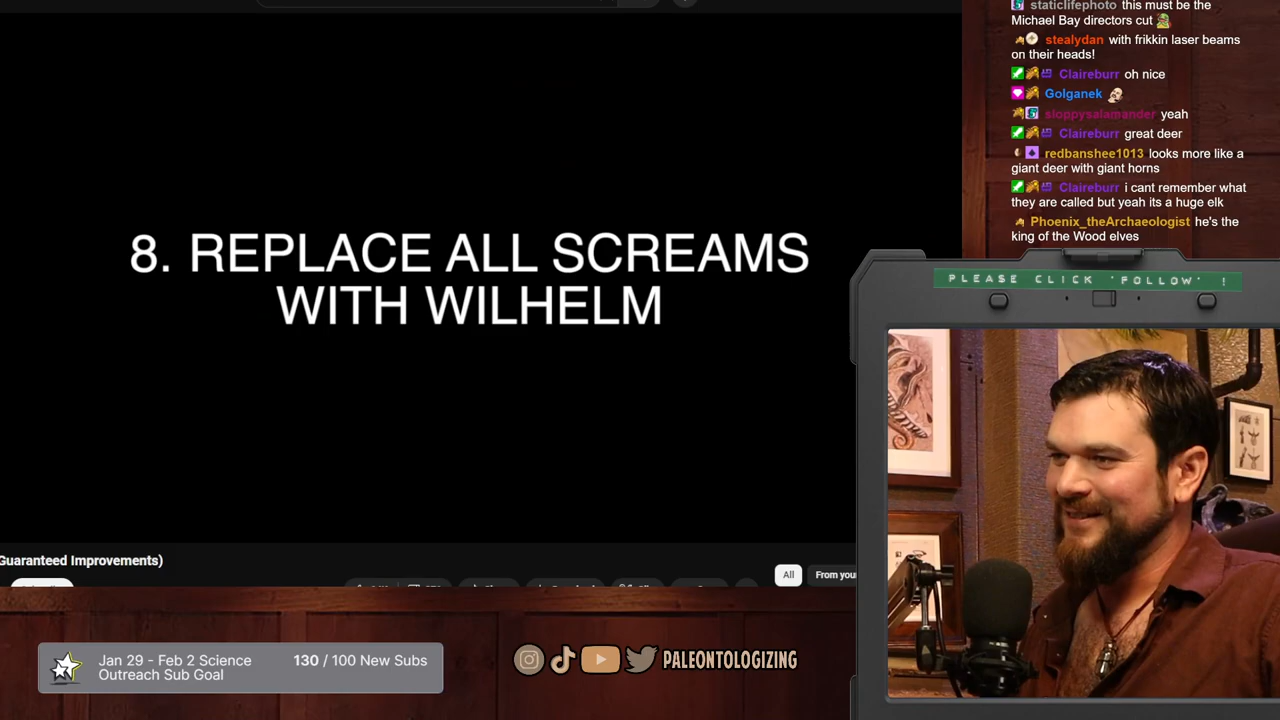 staticlifephoto this must be the
Michael Bay directors cut
stealydan with frikkin laser beams
on their heads!
Claireburr oh nice
Golganek
sloppysalamander yeah
Claireburr great deer
redbanshee1013 looks more like a
giant deer with giant horns
Claireburr i cant remember what
they are called but yeah its a huge elk
Phoenix_theArchaeologist he's the
king of the Wood elves
8. REPLACE ALL SCREAMS
WITH WILHELM
PLEASE CLICK 'FOLLOW' !
Guaranteed Improvements)
All
From your
Jan 29 - Feb 2 Science
Outreach Sub Goal
130 / 100 New Subs
PALEONTOLOGIZING